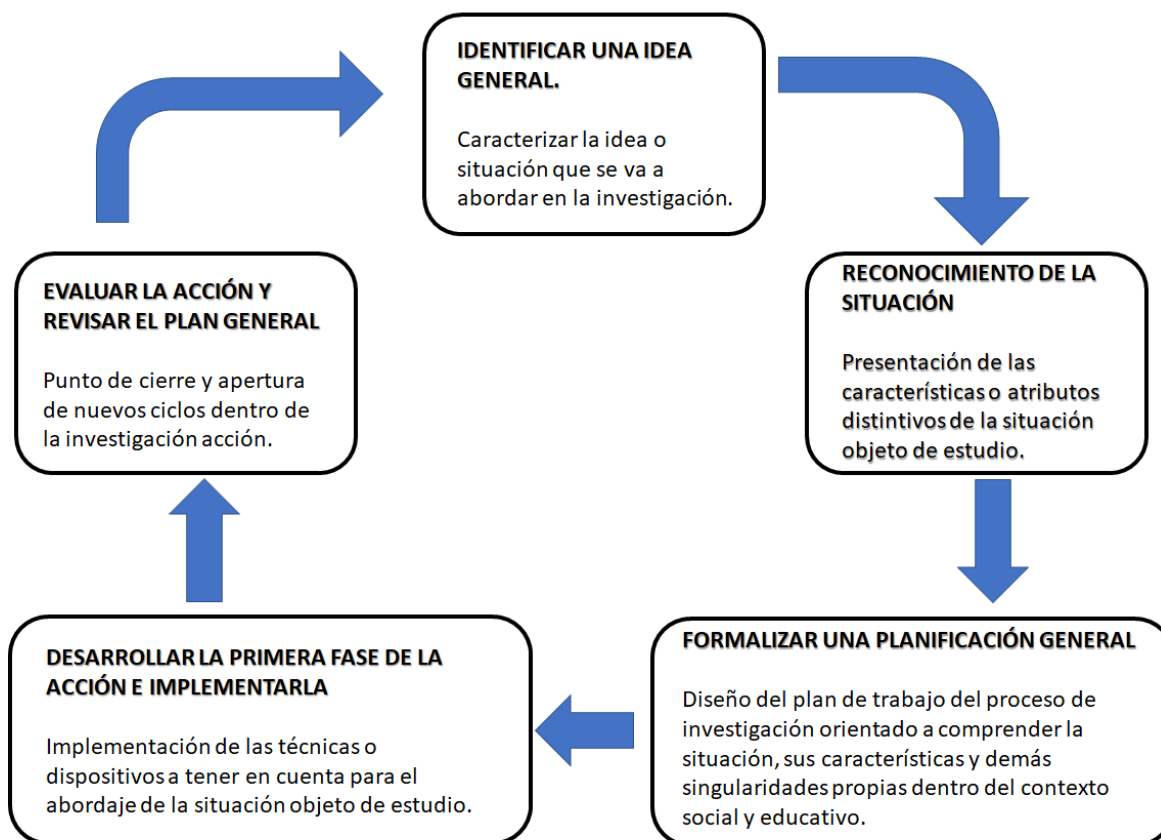 IDENTIFICAR UNA IDEA
GENERAL.
Caracterizar la idea o
situación que se va a
abordar en la investigación.
RECONOCIMIENTO DE LA
SITUACIÓN
Presentación de las
características o atributos
distintivos de la situación
objeto de estudio.
FORMALIZAR UNA PLANIFICACIÓN GENERAL
Diseño del plan de trabajo del proceso de
investigación orientado a comprender la
situación, sus características y demás
singularidades propias dentro del contexto
social y educativo.
DESARROLLAR LA PRIMERA FASE DE LA
ACCIÓN E IMPLEMENTARLA
Implementación de las técnicas o
dispositivos a tener en cuenta para el
abordaje de la situación objeto de estudio.
EVALUAR LA ACCIÓN Y
REVISAR EL PLAN GENERAL
Punto de cierre y apertura
de nuevos ciclos dentro de
la investigación acción.